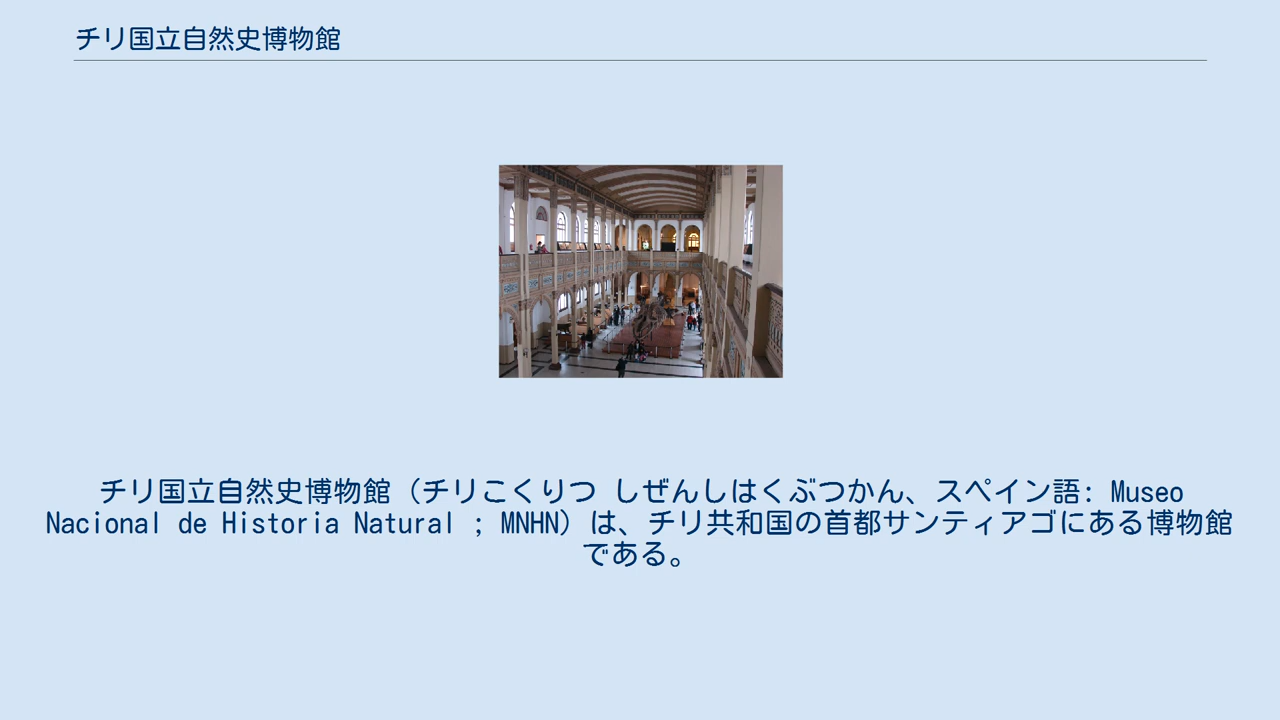 チリ国立自然史博物館
チリ国立自然史博物館（チリこくりつ しぜんしはくぶつかん、スペイン語: Museo
Nacional de Historia Natural ; MNHN）は、チリ共和国の首都サンティアゴにある博物館
である。